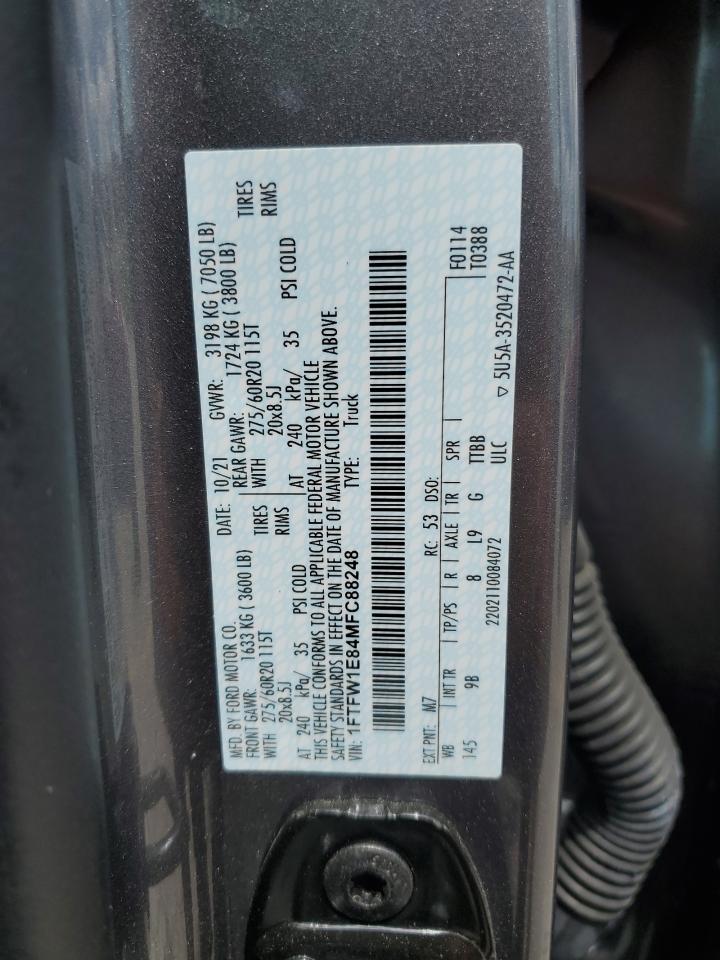 MFD. BY FORD MOTOR CO. DATE: 10/21 GVWR: 3198 KG ( 7050 LB)
FRONT GAWR: 1633 KG ( 3600 LB) REAR GAWR: 1724 KG ( 3800 LB)
WITH 275/60R20 115T TIRES WITH 275/60R20 115T TIRES
20x8.5J RIMS 20x8.5J RIMS
AT 240 kPa/ 35 PSI COLD AT 240 kPa/ 35 PSI COLD
THIS VEHICLE CONFORMS TO ALL APPLICABLE FEDERAL MOTOR VEHICLE
SAFETY STANDARDS IN EFFECT ON THE DATE OF MANUFACTURE SHOWN ABOVE.
VIN: 1FTFW1E84MFC88248 TYPE: Truck
EXT PNT: M7 RC: 53 DSO: F0114
WB INT TR TP/PS R AXLE TR SPR T0388
145 9B 8 L9 G TTBB
2202110084072 ULC ▽ 5U5A-3520472-AA